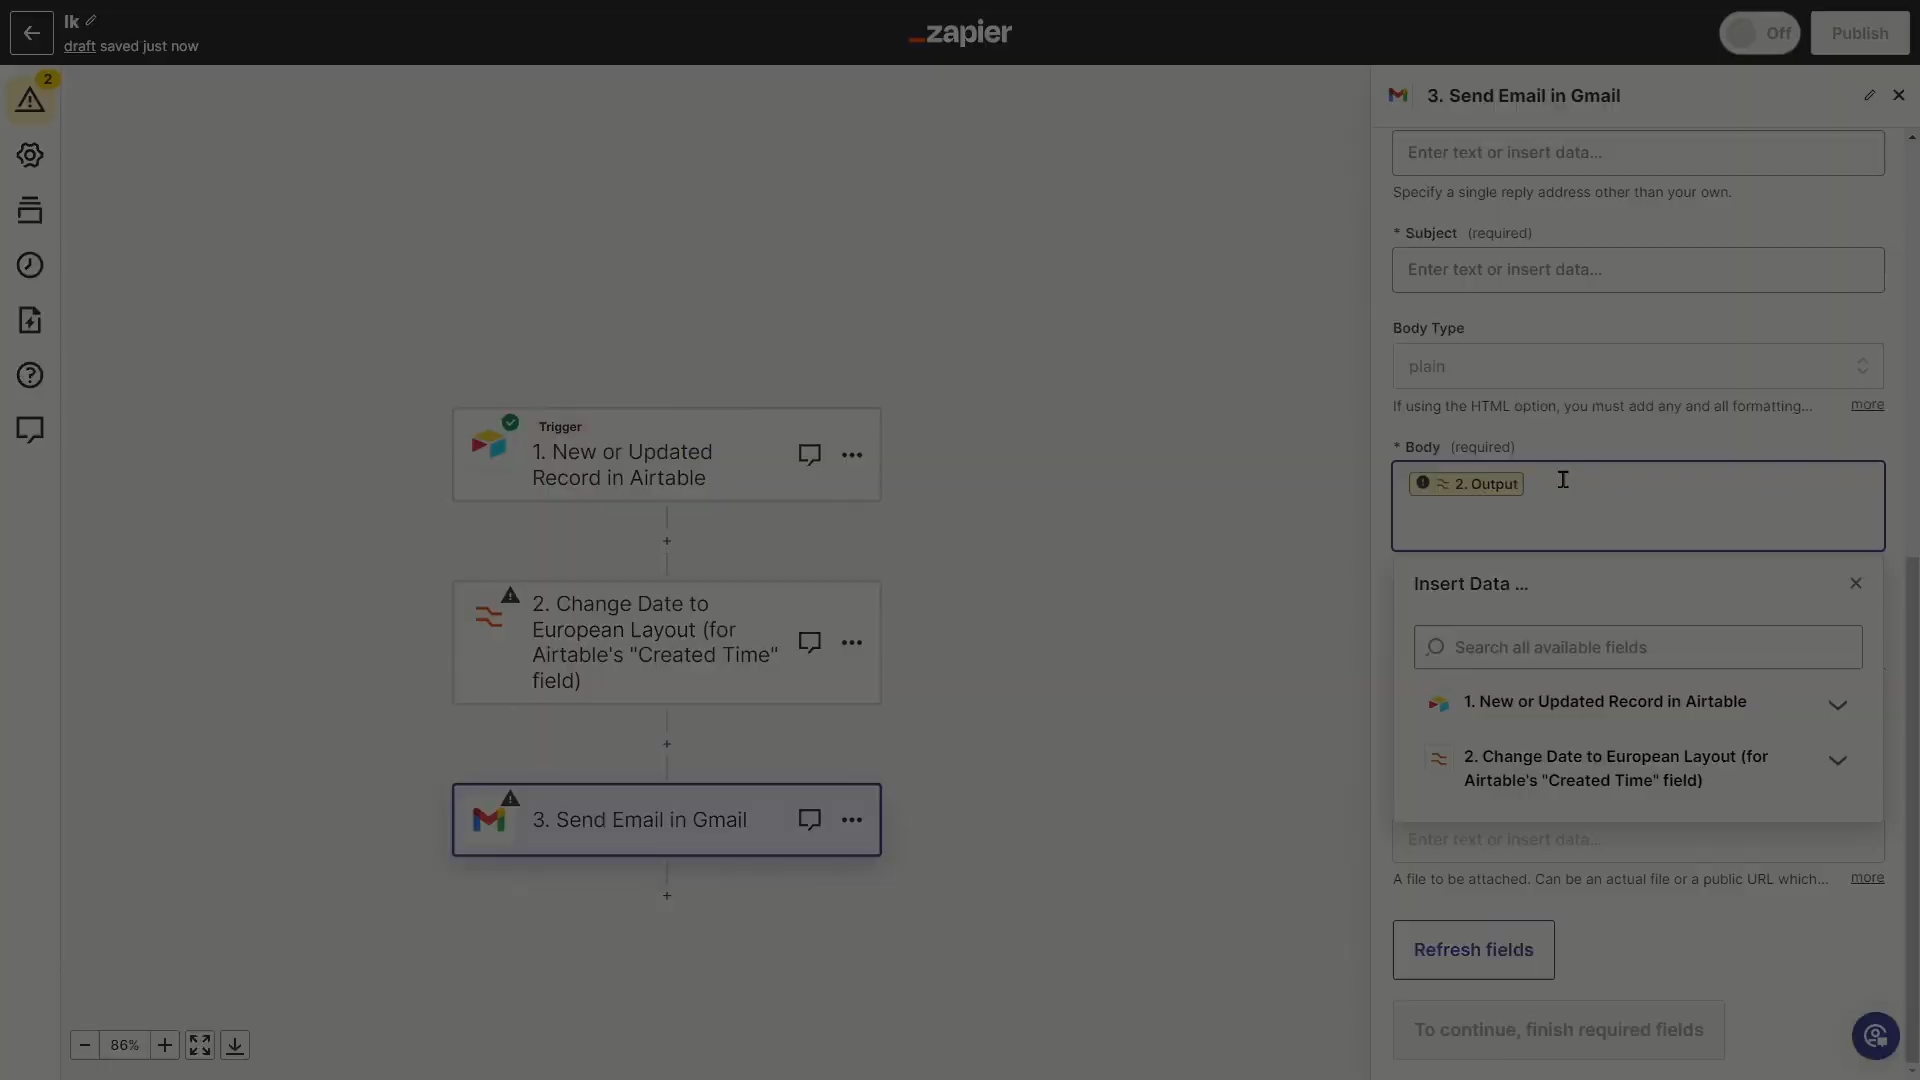 lk
draft saved just now
zapier
Off
Publish
2
3. Send Email in Gmail
Enter text or insert data...
Specify a single reply address other than your own.
* Subject (required)
Enter text or insert data...
Body Type
plain
If using the HTML option, you must add any and all formatting... more
* Body (required)
2. Output
Insert Data ...
Search all available fields
1. New or Updated Record in Airtable
2. Change Date to European Layout (for
Airtable's "Created Time" field)
Enter text or insert data...
A file to be attached. Can be an actual file or a public URL which... more
Refresh fields
To continue, finish required fields
Trigger
1. New or Updated
Record in Airtable
2. Change Date to
European Layout (for
Airtable's "Created Time"
field)
3. Send Email in Gmail
86%